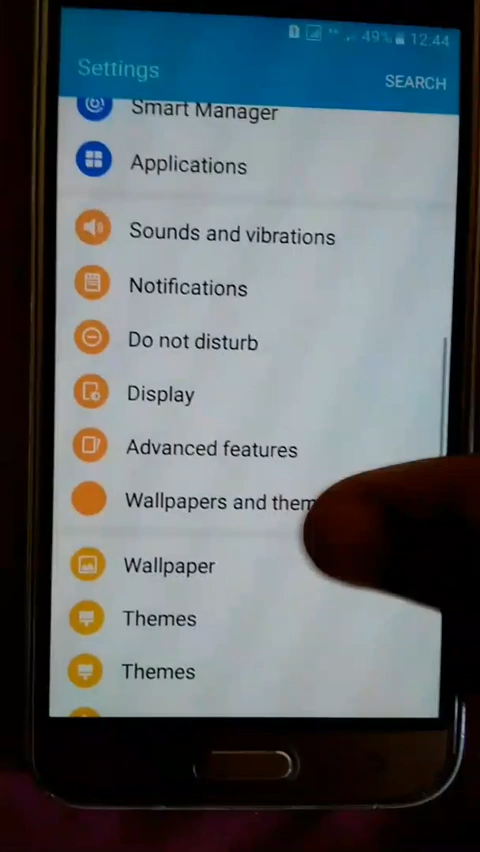 49% 12:44
Settings
SEARCH
Smart Manager
Applications
Sounds and vibrations
Notifications
Do not disturb
Display
Advanced features
Wallpapers and them
Wallpaper
Themes
Themes